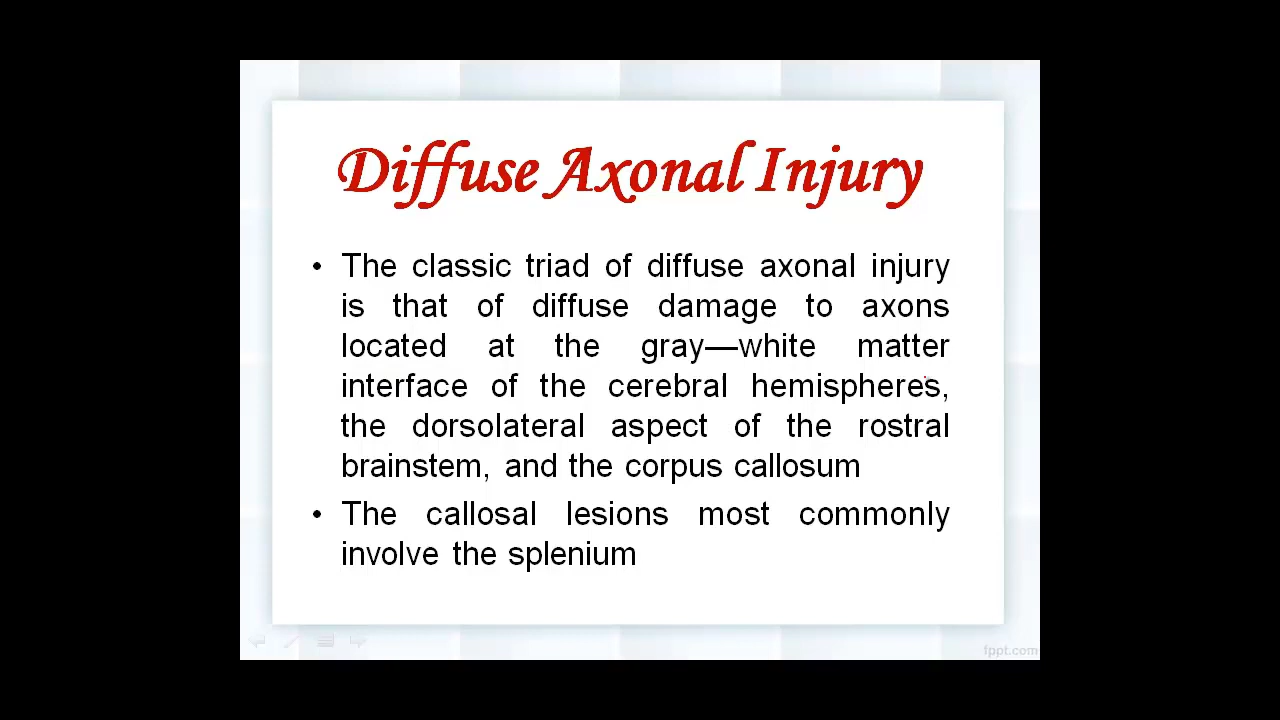 Diffuse Axonal Injury
• The classic triad of diffuse axonal injury
is that of diffuse damage to axons
located at the gray—white matter
interface of the cerebral hemispheres,
the dorsolateral aspect of the rostral
brainstem, and the corpus callosum
• The callosal lesions most commonly
involve the splenium
fppt.com